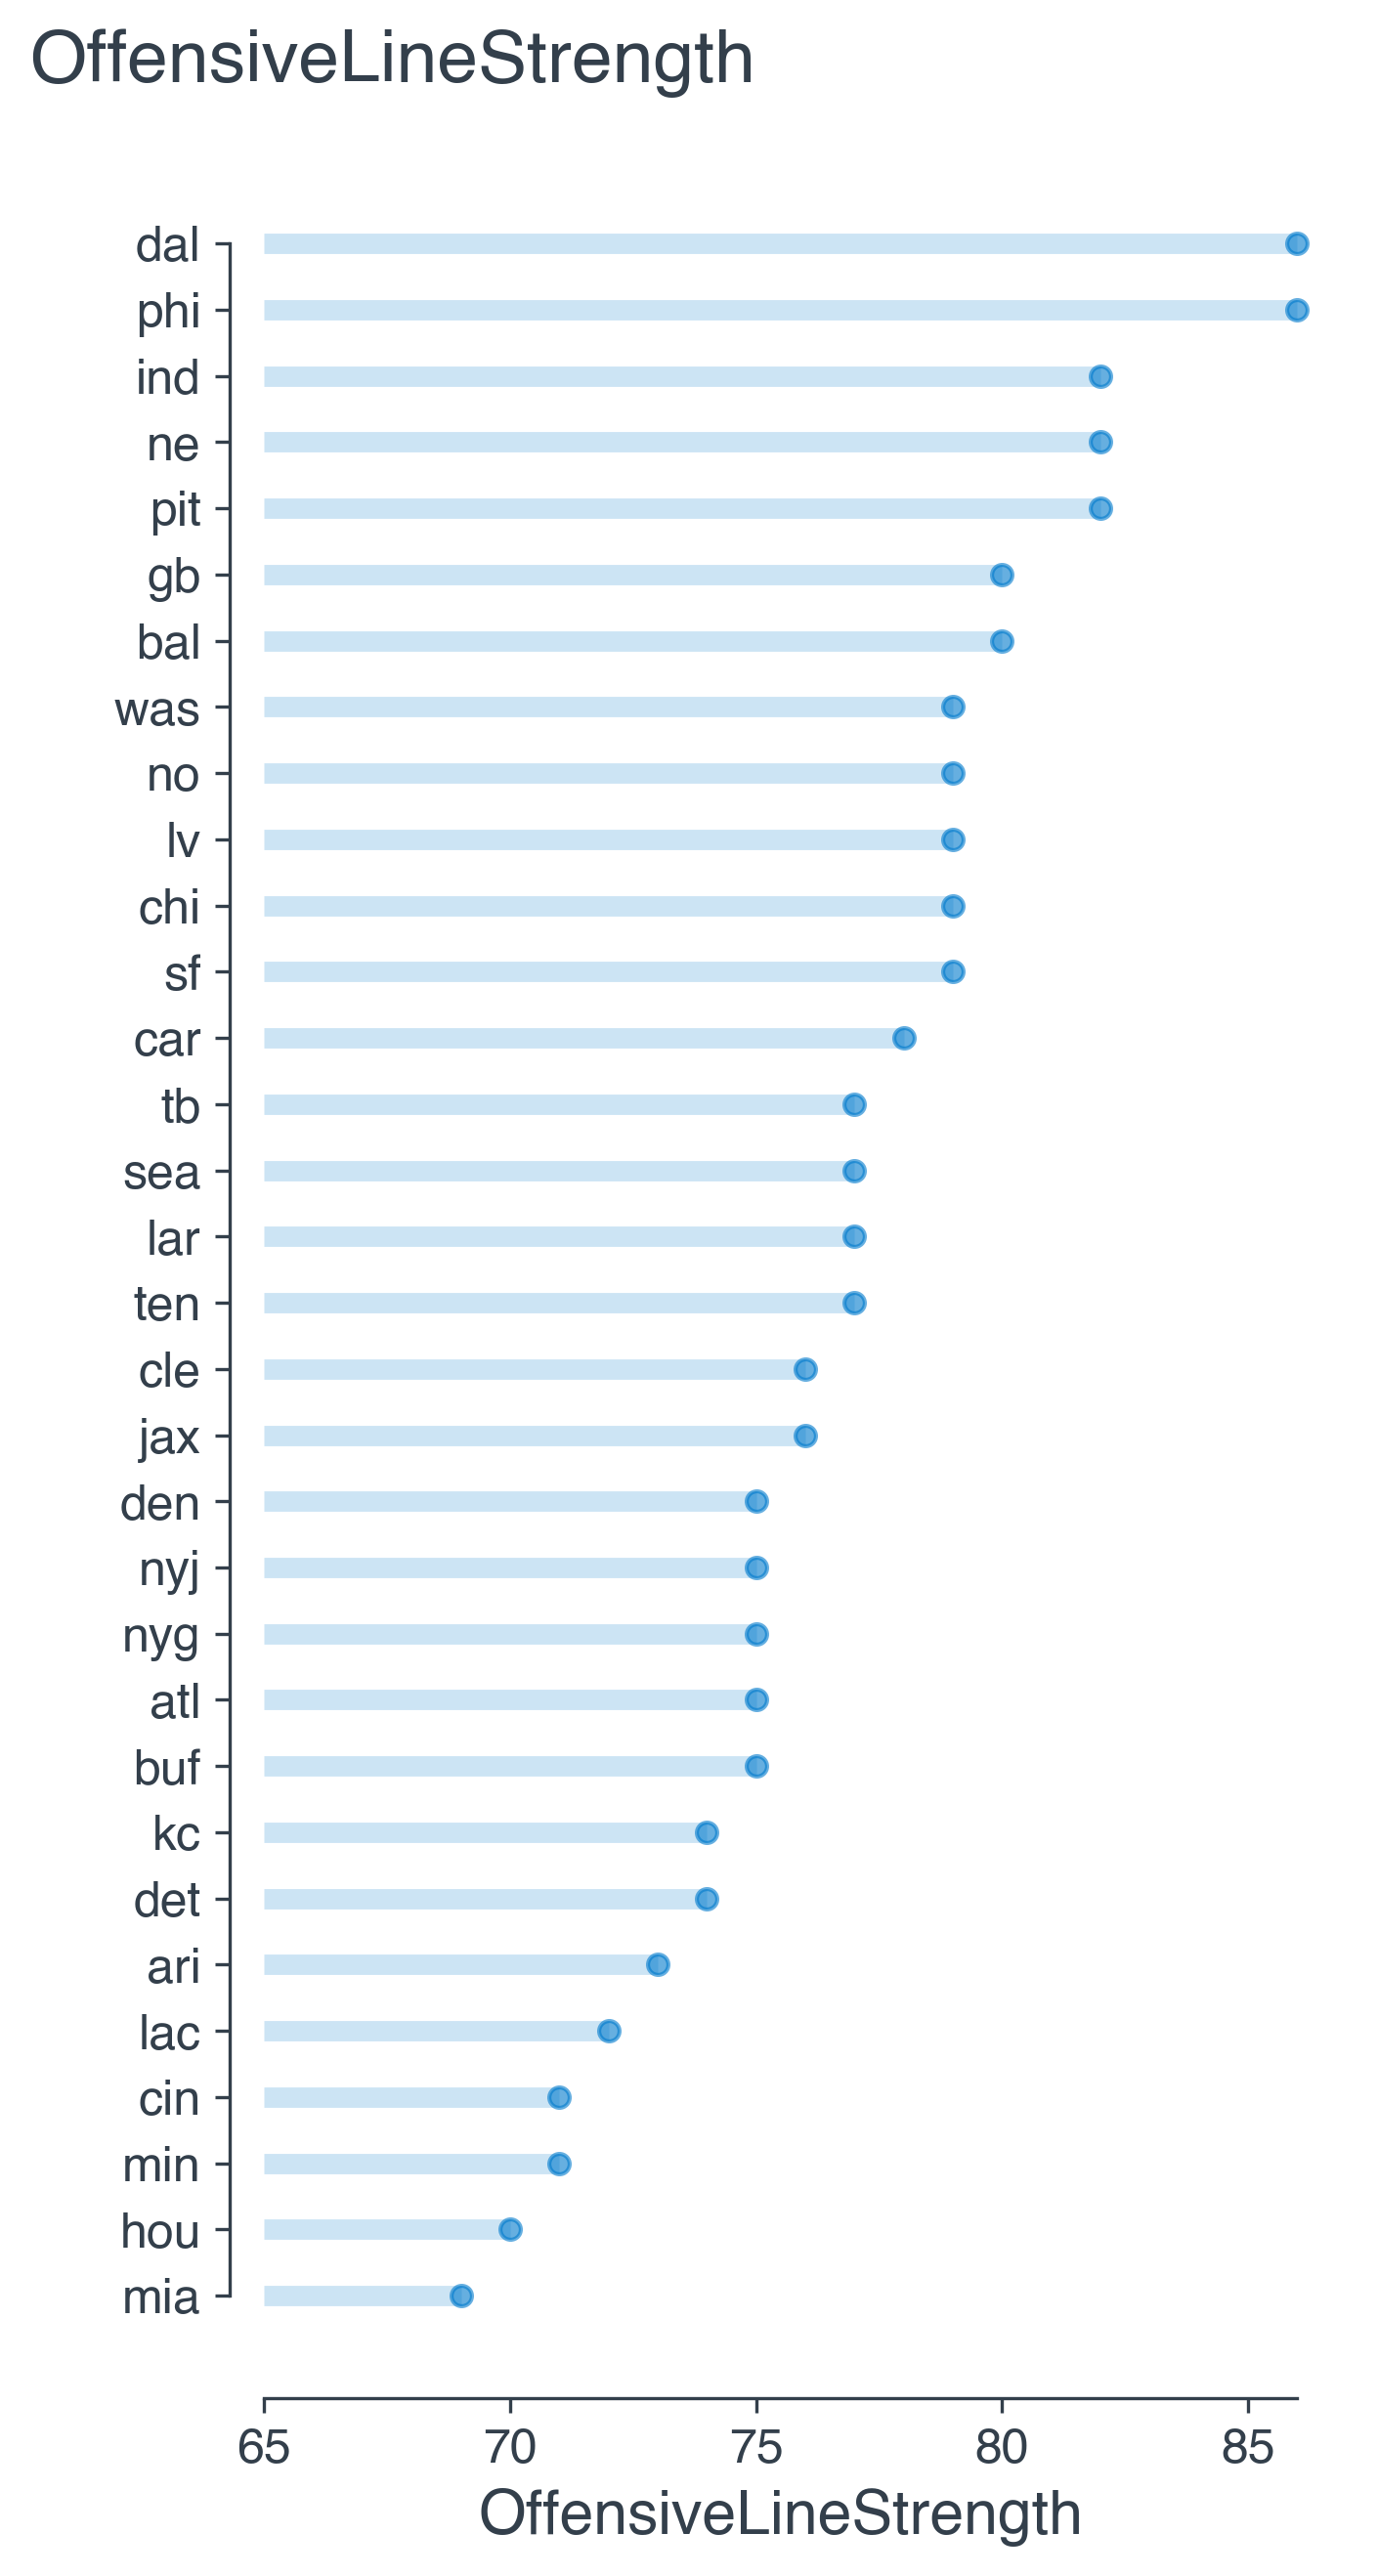 OffensiveLineStrength
dal
phi
ind
ne
pit
gb
bal
was
no
lv
chi
sf
car
tb
sea
lar
ten
cle
jax
den
nyj
nyg
atl
buf
kc
det
ari
lac
cin
min
hou
mia
65 70 75 80 85
OffensiveLineStrength